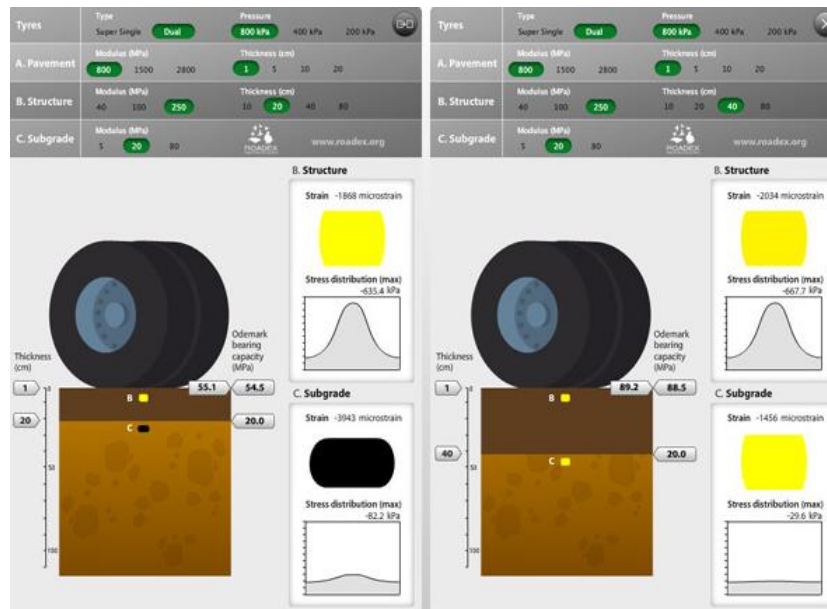 Tyres
Type
Super Single Dual
Pressure
800 kPa 400 kPa 200 kPa
A. Pavement
Modulus (MPa)
800 1500 2800
Thickness (cm)
1 5 10 20
B. Structure
Modulus (MPa)
40 100 250
Thickness (cm)
10 20 40 80
C. Subgrade
Modulus (MPa)
5 20 80
ROADEX
www.roadex.org
B. Structure
Strain -1868 microstrain
Stress distribution (max)
-635.4 kPa
Thickness
(cm)
Odemark
bearing
capacity
(MPa)
1
0
55.1
54.5
B
20
20.0
C
50
100
C. Subgrade
Strain -3943 microstrain
Stress distribution (max)
-82.2 kPa
Tyres
Type
Super Single Dual
Pressure
800 kPa 400 kPa 200 kPa
A. Pavement
Modulus (MPa)
800 1500 2800
Thickness (cm)
1 5 10 20
B. Structure
Modulus (MPa)
40 100 250
Thickness (cm)
10 20 40 80
C. Subgrade
Modulus (MPa)
5 20 80
ROADEX
www.roadex.org
B. Structure
Strain -2034 microstrain
Stress distribution (max)
-667.7 kPa
Thickness
(cm)
Odemark
bearing
capacity
(MPa)
1
0
89.2
88.5
B
40
20.0
C
50
100
C. Subgrade
Strain -1456 microstrain
Stress distribution (max)
-29.6 kPa